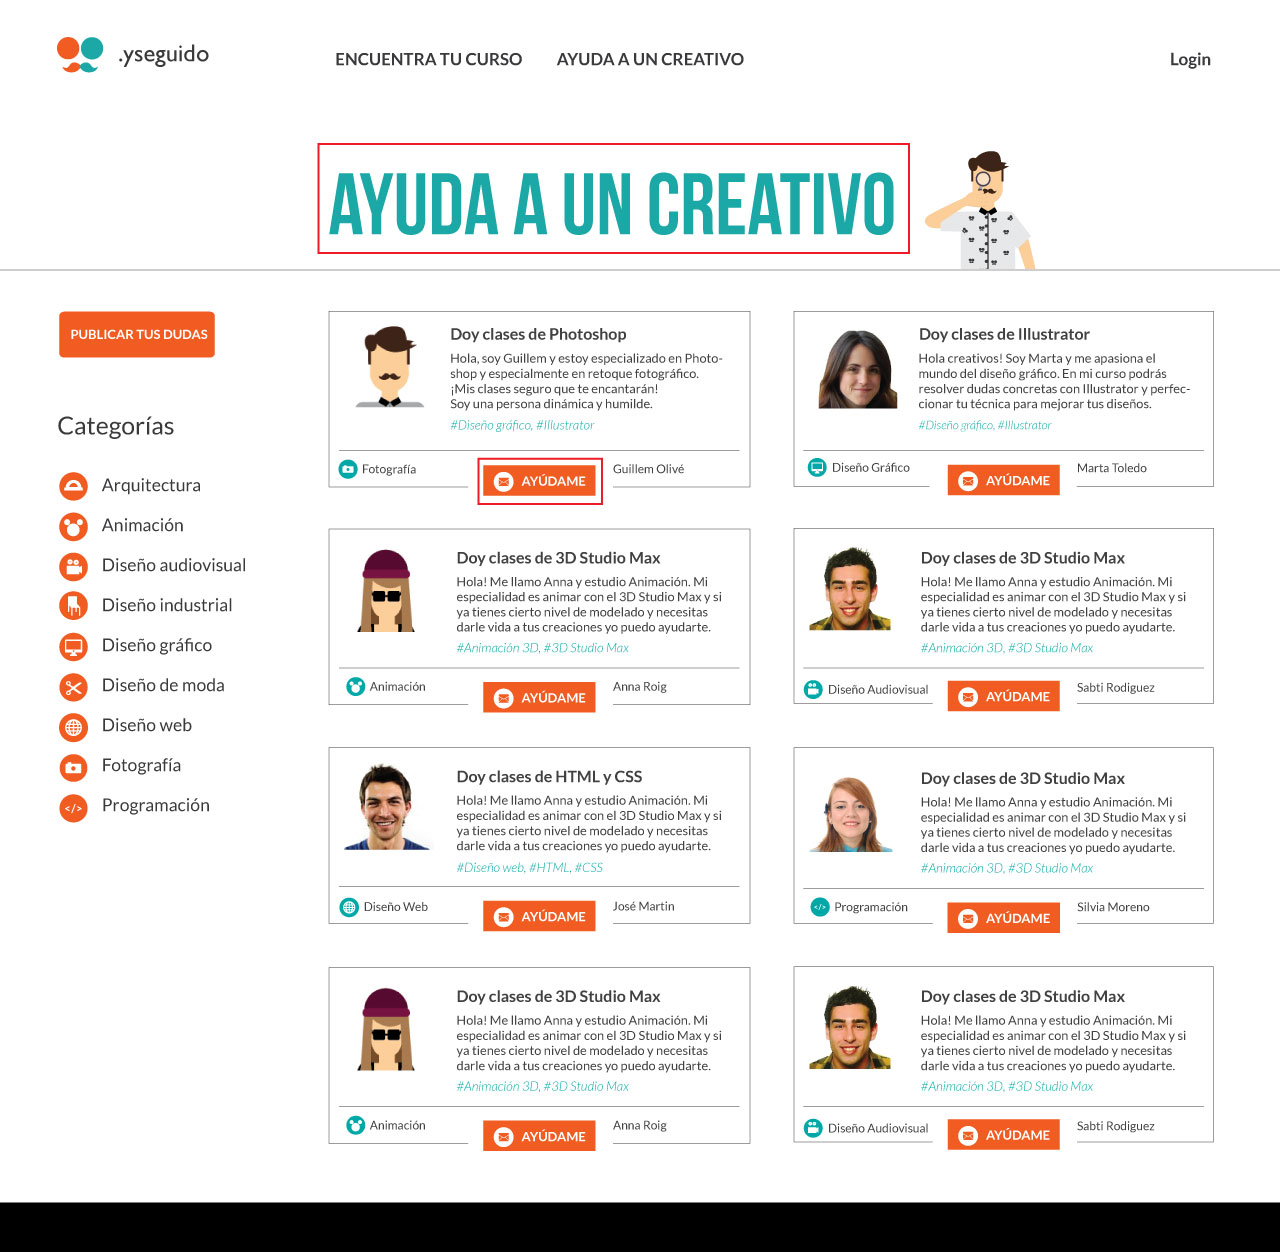 .yseguido
ENCUENTRA TU CURSO
AYUDA A UN CREATIVO
Login
AYUDA A UN CREATIVO
PUBLICAR TUS DUDAS
Categorías
Arquitectura
Animación
Diseño audiovisual
Diseño industrial
Diseño gráfico
Diseño de moda
Diseño web
Fotografía
</>
Programación
Doy clases de Photoshop
Hola, soy Guillem y estoy especializado en Photo-
shop y especialmente en retoque fotográfico.
¡Mis clases seguro que te encantarán!
Soy una persona dinámica y humilde.
#Diseño gráfico, #Illustrator
Fotografía
AYÚDAME
Guillem Olivé
Doy clases de Illustrator
Hola creativos! Soy Marta y me apasiona el
mundo del diseño gráfico. En mi curso podrás
resolver dudas concretas con Illustrator y perfec-
cionar tu técnica para mejorar tus diseños.
#Diseño gráfico, #Illustrator
Diseño Gráfico
AYÚDAME
Marta Toledo
Doy clases de 3D Studio Max
Hola! Me llamo Anna y estudio Animación. Mi
especialidad es animar con el 3D Studio Max y si
ya tienes cierto nivel de modelado y necesitas
darle vida a tus creaciones yo puedo ayudarte.
#Animación 3D, #3D Studio Max
Animación
AYÚDAME
Anna Roig
Doy clases de 3D Studio Max
Hola! Me llamo Anna y estudio Animación. Mi
especialidad es animar con el 3D Studio Max y si
ya tienes cierto nivel de modelado y necesitas
darle vida a tus creaciones yo puedo ayudarte.
#Animación 3D, #3D Studio Max
Diseño Audiovisual
AYÚDAME
Sabti Rodiguez
Doy clases de HTML y CSS
Hola! Me llamo Anna y estudio Animación. Mi
especialidad es animar con el 3D Studio Max y si
ya tienes cierto nivel de modelado y necesitas
darle vida a tus creaciones yo puedo ayudarte.
#Diseño web, #HTML, #CSS
Diseño Web
AYÚDAME
José Martin
Doy clases de 3D Studio Max
Hola! Me llamo Anna y estudio Animación. Mi
especialidad es animar con el 3D Studio Max y si
ya tienes cierto nivel de modelado y necesitas
darle vida a tus creaciones yo puedo ayudarte.
#Animación 3D, #3D Studio Max
</>
Programación
AYÚDAME
Silvia Moreno
Doy clases de 3D Studio Max
Hola! Me llamo Anna y estudio Animación. Mi
especialidad es animar con el 3D Studio Max y si
ya tienes cierto nivel de modelado y necesitas
darle vida a tus creaciones yo puedo ayudarte.
#Animación 3D, #3D Studio Max
Animación
AYÚDAME
Anna Roig
Doy clases de 3D Studio Max
Hola! Me llamo Anna y estudio Animación. Mi
especialidad es animar con el 3D Studio Max y si
ya tienes cierto nivel de modelado y necesitas
darle vida a tus creaciones yo puedo ayudarte.
#Animación 3D, #3D Studio Max
Diseño Audiovisual
AYÚDAME
Sabti Rodiguez